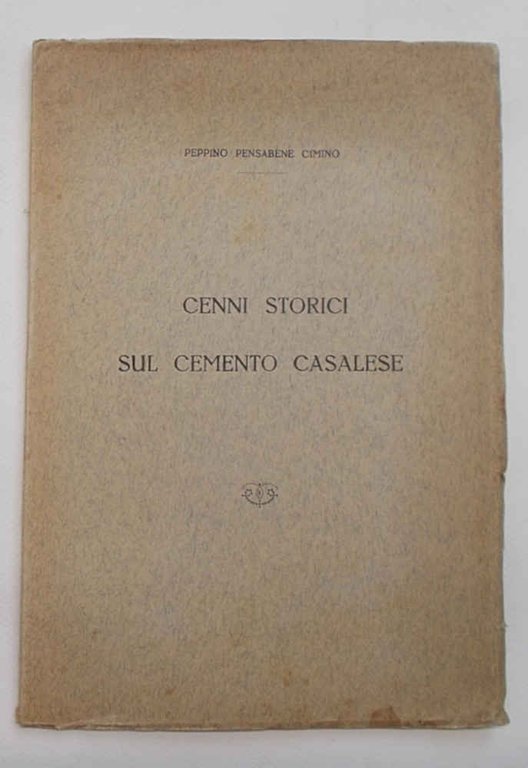 PEPPINO PENSABENE CIMINO
CENNI STORICI
SUL CEMENTO CASALESE